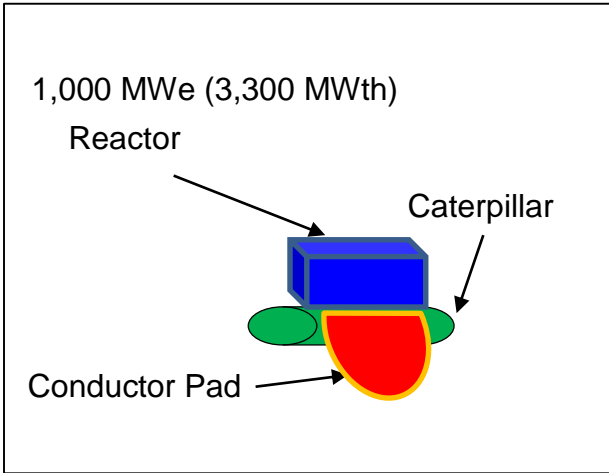 1,000 MWe (3,300 MWth)
Reactor
Caterpillar
Conductor Pad